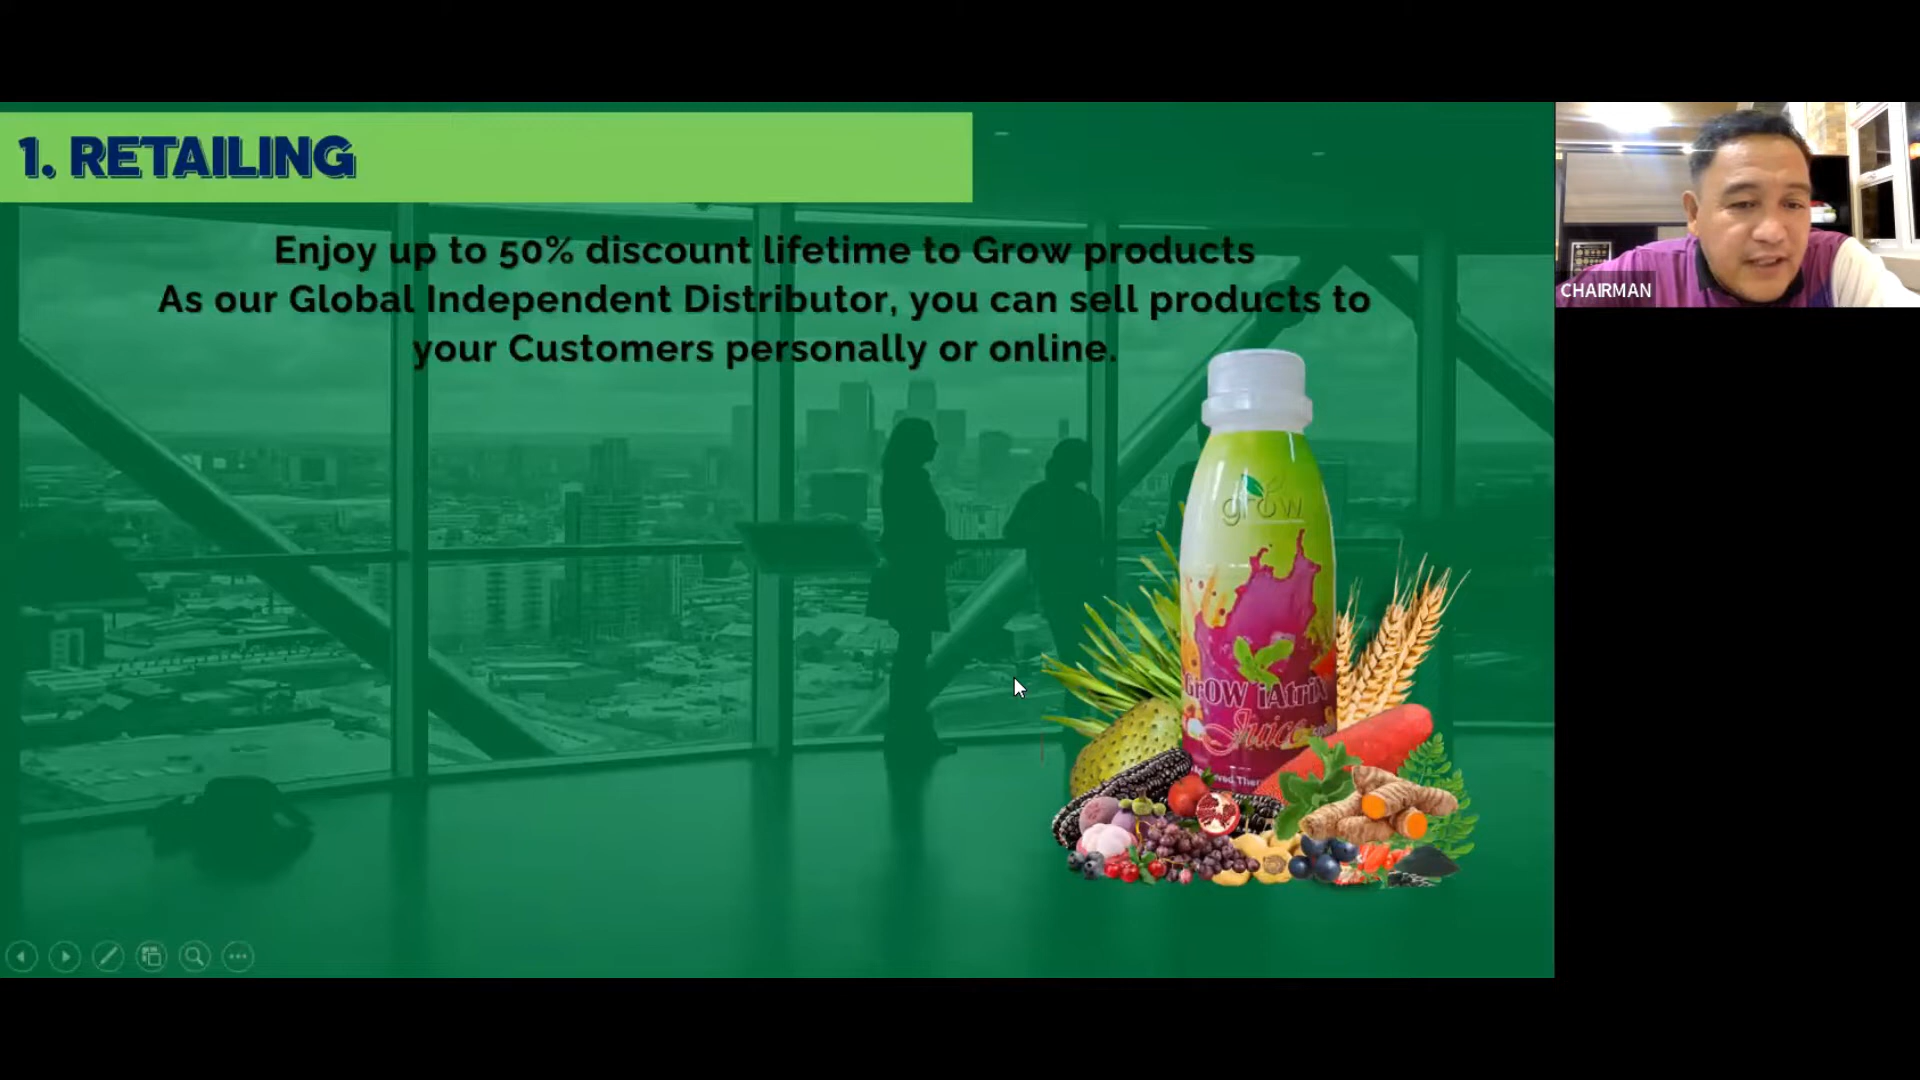 1. RETAILING
Enjoy up to 50% discount lifetime to Grow products
As our Global Independent Distributor, you can sell products to
your Customers personally or online.
CHAIRMAN
grow
GrOW iAtriX
Juice